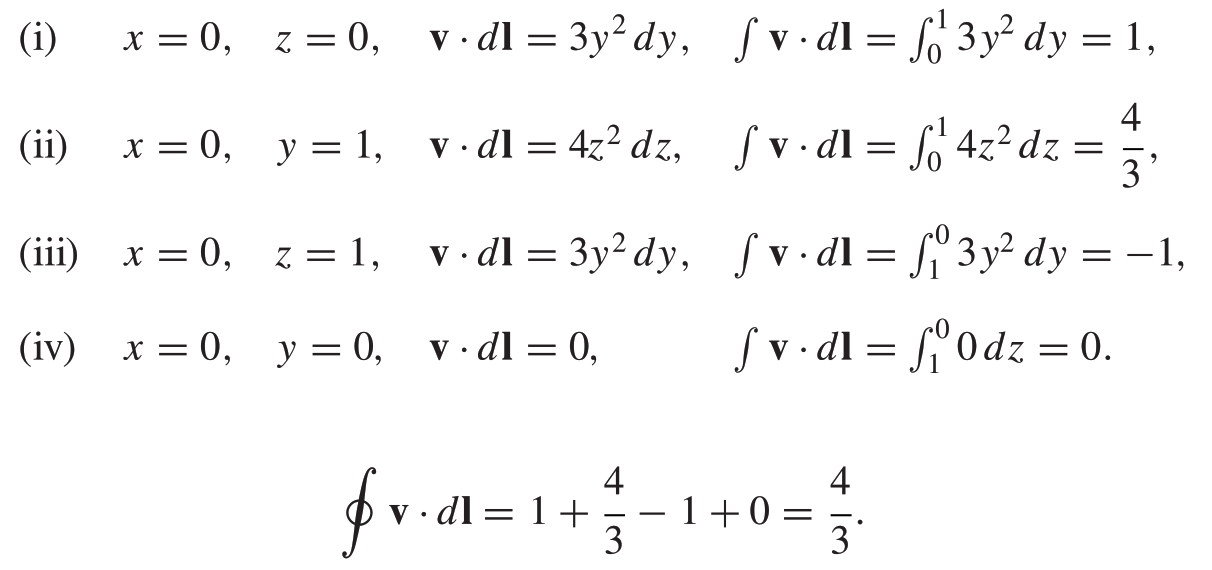 (i) x = 0, z = 0, v · dl = 3y² dy, ∫ v · dl = ∫₀¹ 3y² dy = 1,
(ii) x = 0, y = 1, v · dl = 4z² dz, ∫ v · dl = ∫₀¹ 4z² dz = 4/3,
(iii) x = 0, z = 1, v · dl = 3y² dy, ∫ v · dl = ∫₁⁰ 3y² dy = −1,
(iv) x = 0, y = 0, v · dl = 0, ∫ v · dl = ∫₁⁰ 0 dz = 0.
∮ v · dl = 1 + 4/3 − 1 + 0 = 4/3.